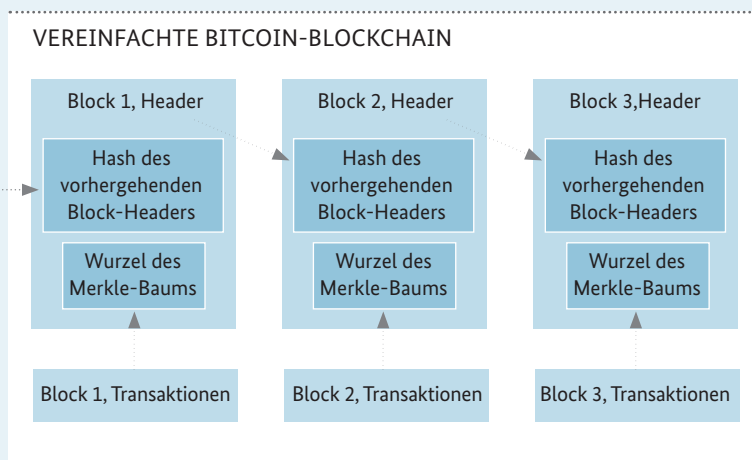 VEREINFACHTE BITCOIN-BLOCKCHAIN
Block 1, Header
Hash des
vorhergehenden
Block-Headers
Wurzel des
Merkle-Baums
Block 1, Transaktionen
Block 2, Header
Hash des
vorhergehenden
Block-Headers
Wurzel des
Merkle-Baums
Block 2, Transaktionen
Block 3,Header
Hash des
vorhergehenden
Block-Headers
Wurzel des
Merkle-Baums
Block 3, Transaktionen